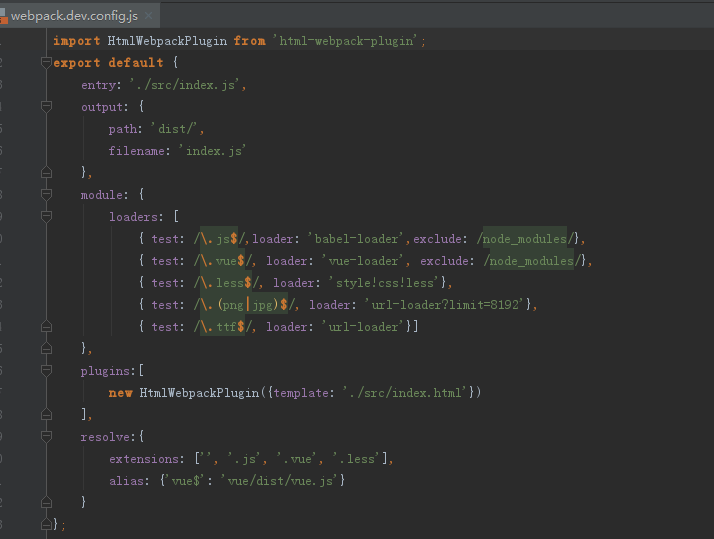 webpack.dev.config.js
import HtmlWebpackPlugin from 'html-webpack-plugin';
export default {
entry: './src/index.js',
output: {
path: 'dist/',
filename: 'index.js'
},
module: {
loaders: [
{ test: /\.js$/,loader: 'babel-loader',exclude: /node_modules/},
{ test: /\.vue$/, loader: 'vue-loader', exclude: /node_modules/},
{ test: /\.less$/, loader: 'style!css!less'},
{ test: /\.(png|jpg)$/, loader: 'url-loader?limit=8192'},
{ test: /\.ttf$/, loader: 'url-loader'}]
},
plugins:[
new HtmlWebpackPlugin({template: './src/index.html'})
],
resolve:{
extensions: ['', '.js', '.vue', '.less'],
alias: {'vue$': 'vue/dist/vue.js'}
}
};